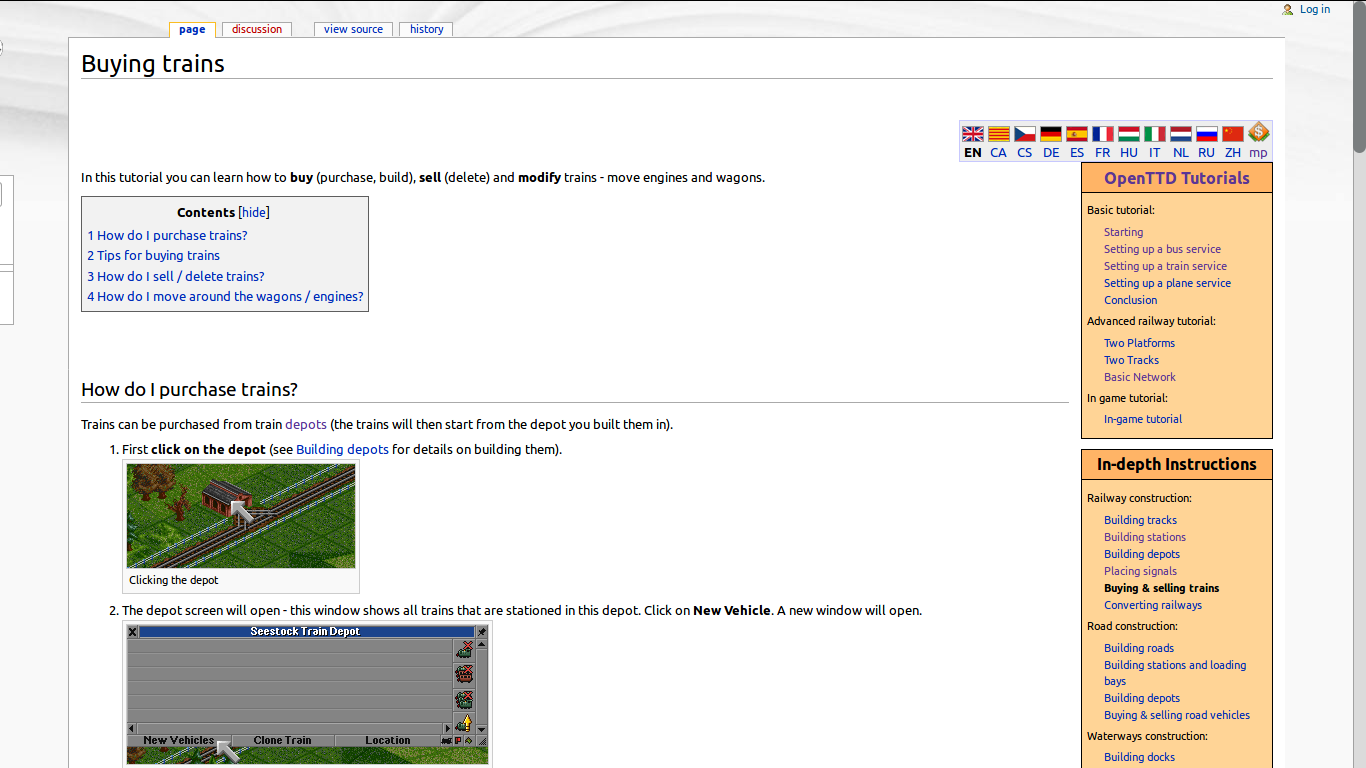 Log in
page
discussion
view source
history
Buying trains
EN CA CS DE ES FR HU IT NL RU ZH mp
In this tutorial you can learn how to buy (purchase, build), sell (delete) and modify trains - move engines and wagons.
Contents [hide]
1 How do I purchase trains?
2 Tips for buying trains
3 How do I sell / delete trains?
4 How do I move around the wagons / engines?
How do I purchase trains?
Trains can be purchased from train depots (the trains will then start from the depot you built them in).
1. First click on the depot (see Building depots for details on building them).
Clicking the depot
2. The depot screen will open - this window shows all trains that are stationed in this depot. Click on New Vehicle. A new window will open.
Seestock Train Depot
New Vehicles
Clone Train
Location
OpenTTD Tutorials
Basic tutorial:
Starting
Setting up a bus service
Setting up a train service
Setting up a plane service
Conclusion
Advanced railway tutorial:
Two Platforms
Two Tracks
Basic Network
In game tutorial:
In-game tutorial
In-depth Instructions
Railway construction:
Building tracks
Building stations
Building depots
Placing signals
Buying & selling trains
Converting railways
Road construction:
Building roads
Building stations and loading
bays
Building depots
Buying & selling road vehicles
Waterways construction:
Building docks